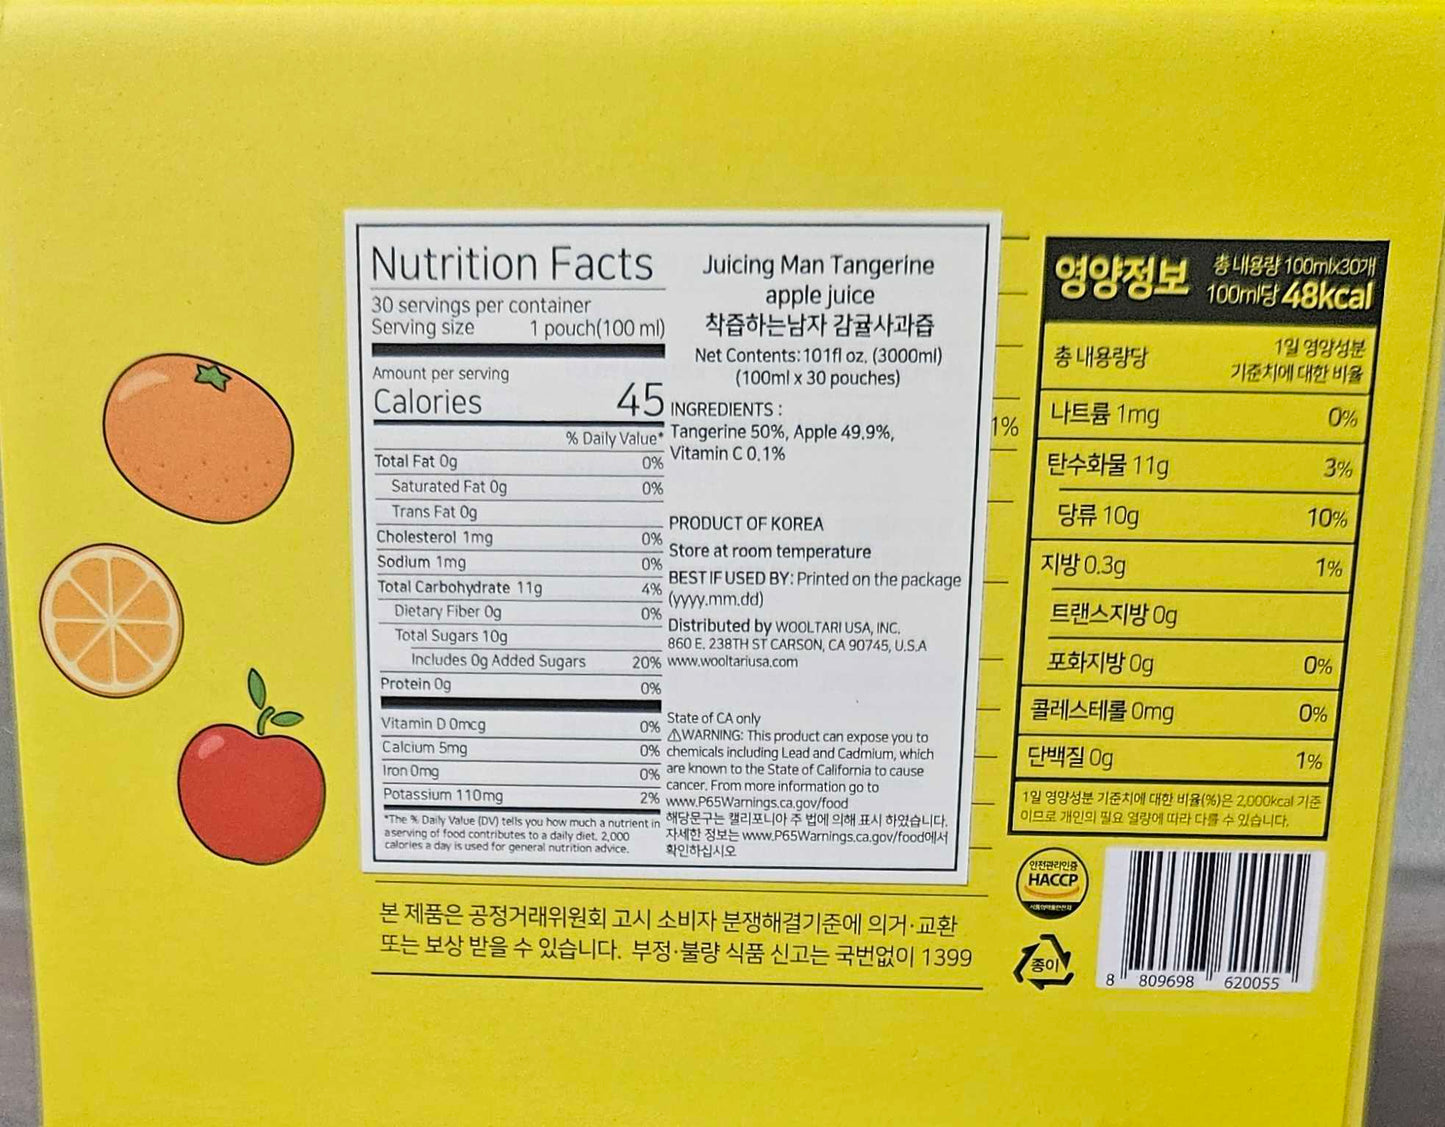 Nutrition Facts
30 servings per container
Serving size 1 pouch(100 ml)
Amount per serving
Calories 45
% Daily Value*
Total Fat 0g 0%
Saturated Fat 0g 0%
Trans Fat 0g
Cholesterol 1mg 0%
Sodium 1mg 0%
Total Carbohydrate 11g 4%
Dietary Fiber 0g 0%
Total Sugars 10g
Includes 0g Added Sugars 20%
Protein 0g 0%
Vitamin D 0mcg 0%
Calcium 5mg 0%
Iron 0mg 0%
Potassium 110mg 2%
*The % Daily Value (DV) tells you how much a nutrient in
a serving of food contributes to a daily diet. 2,000
calories a day is used for general nutrition advice.
Juicing Man Tangerine
apple juice
착즙하는남자 감귤사과즙
Net Contents:101fl oz. (3000ml)
(100ml x 30 pouches)
INGREDIENTS :
Tangerine 50%, Apple 49.9%,
Vitamin C 0.1%
PRODUCT OF KOREA
Store at room temperature
BEST IF USED BY: Printed on the package
(yyyy.mm.dd)
Distributed by WOOLTARI USA, INC.
860 E. 238TH ST CARSON, CA 90745, U.S.A
www.wooltariusa.com
State of CA only
⚠WARNING: This product can expose you to
chemicals including Lead and Cadmium, which
are known to the State of California to cause
cancer. From more information go to
www.P65Warnings.ca.gov/food
해당문구는 캘리포니아 주 법에 의해 표시 하였습니다.
자세한 정보는 www.P65Warnings.ca.gov/food에서
확인하십시오
1%
영양정보 총 내용량 100mlx30개
100ml당 48kcal
총 내용량당 1일 영양성분
기준치에 대한 비율
나트륨 1mg 0%
탄수화물 11g 3%
당류 10g 10%
지방 0.3g 1%
트랜스지방 0g
포화지방 0g 0%
콜레스테롤 0mg 0%
단백질 0g 1%
1일 영양성분 기준치에 대한 비율(%)은 2,000kcal 기준
이므로 개인의 필요 열량에 따라 다를 수 있습니다.
안전관리인증
HACCP
식품의약품안전처
종이
8 809698 620055
본 제품은 공정거래위원회 고시 소비자 분쟁해결기준에 의거·교환
또는 보상 받을 수 있습니다. 부정·불량 식품 신고는 국번없이 1399